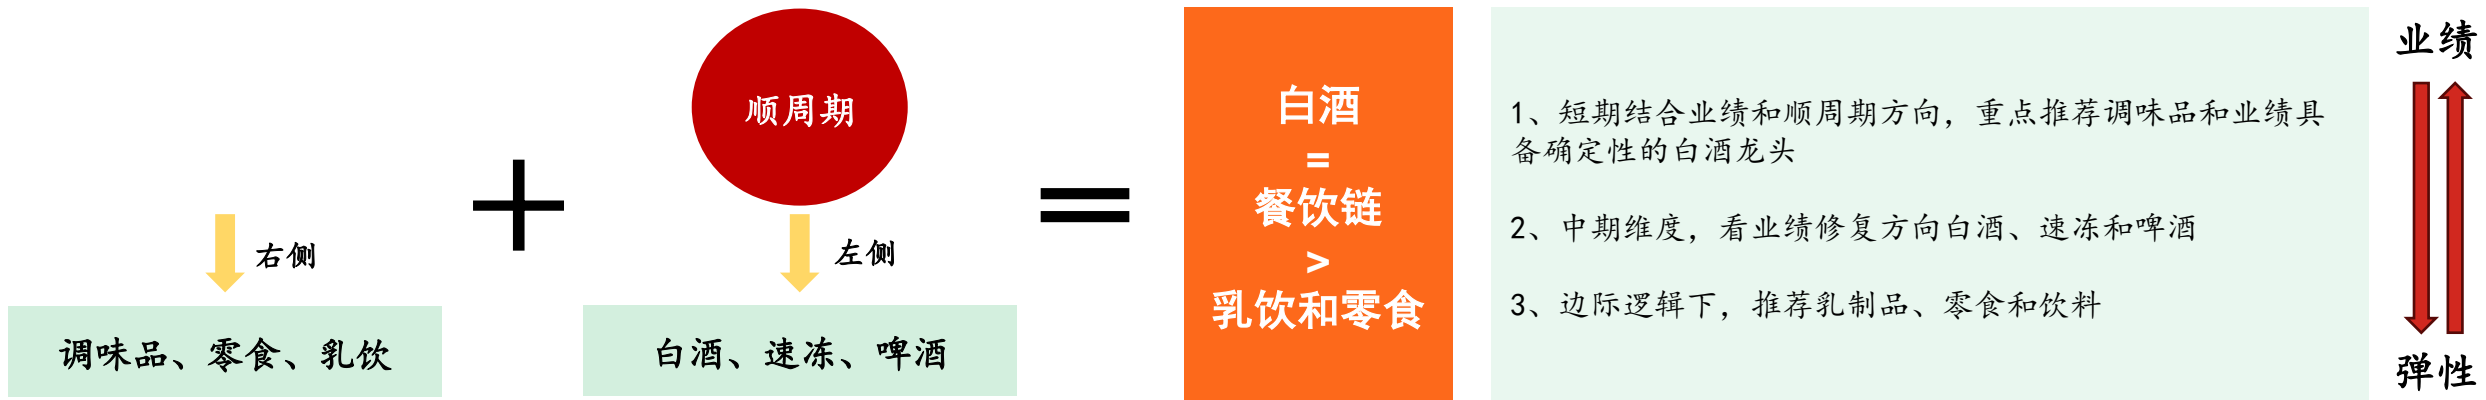 右侧
调味品、零食、乳饮
顺周期
左侧
白酒、速冻、啤酒
白酒
=
餐饮链
>
乳饮和零食
1、短期结合业绩和顺周期方向，重点推荐调味品和业绩具
备确定性的白酒龙头
2、中期维度，看业绩修复方向白酒、速冻和啤酒
3、边际逻辑下，推荐乳制品、零食和饮料
业绩
弹性